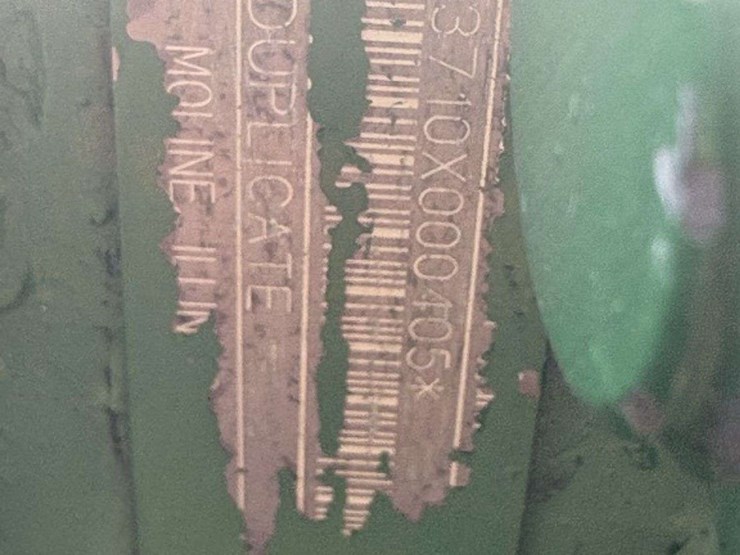 3710X000405*
DUPLICATE
MOLINE ILLIN